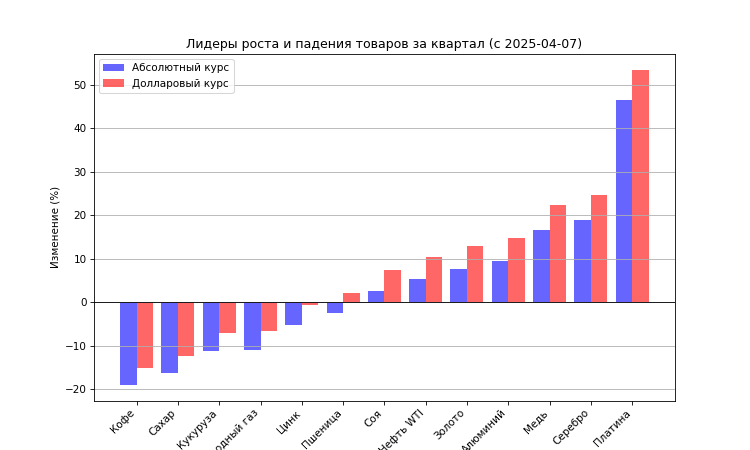 Лидеры роста и падения товаров за квартал (с 2025-04-07)
Абсолютный курс
Долларовый курс
Изменение (%)
50
40
30
20
10
0
−10
−20
Кофе
Сахар
Кукуруза
одный газ
Цинк
Пшеница
Соя
Нефть WTI
Золото
Алюминий
Медь
Серебро
Платина